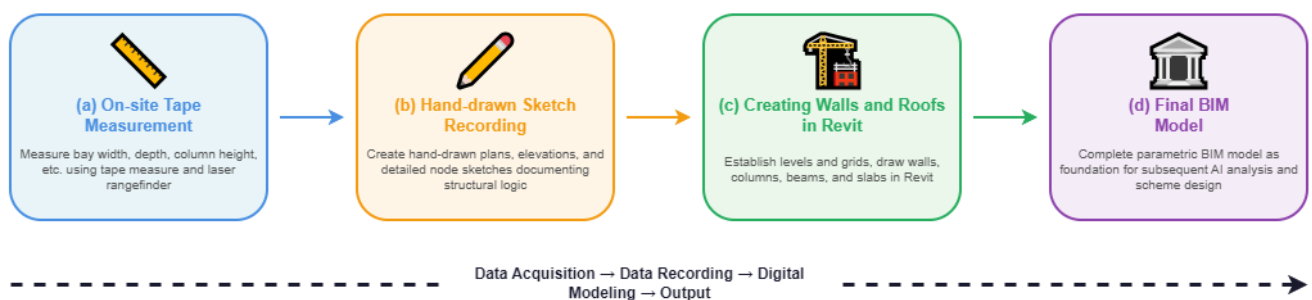 (a) On-site Tape
Measurement
Measure bay width, depth, column height,
etc. using tape measure and laser
rangefinder
(b) Hand-drawn Sketch
Recording
Create hand-drawn plans, elevations, and
detailed node sketches documenting
structural logic
(c) Creating Walls and Roofs
in Revit
Establish levels and grids, draw walls,
columns, beams, and slabs in Revit
(d) Final BIM
Model
Complete parametric BIM model as
foundation for subsequent AI analysis and
scheme design
Data Acquisition → Data Recording → Digital
Modeling → Output